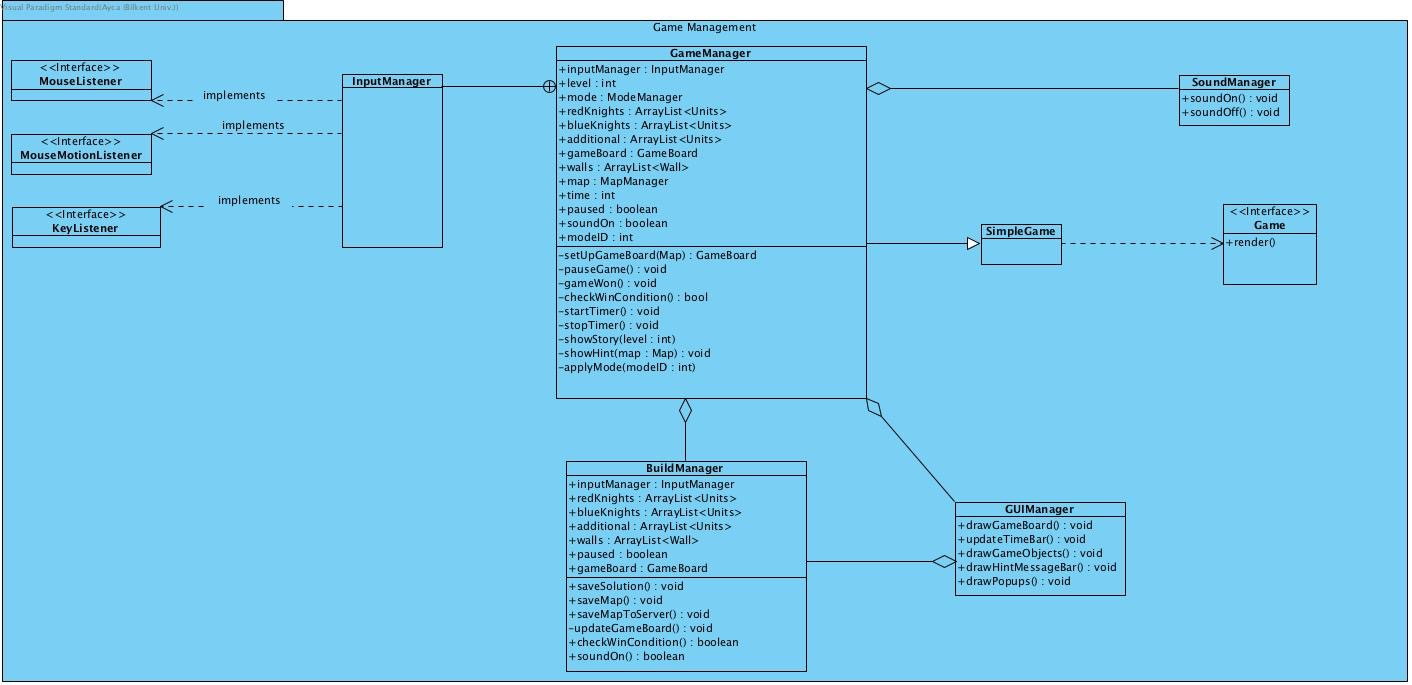 Visual Paradigm Standard(Ayca (Bilkent Univ.))
Game Management
<<Interface>>
MouseListener
implements
<<Interface>>
MouseMotionListener
implements
<<Interface>>
KeyListener
implements
InputManager
GameManager
+inputManager : InputManager
+level : int
+mode : ModeManager
+redKnights : ArrayList<Units>
+blueKnights : ArrayList<Units>
+additional : ArrayList<Units>
+gameBoard : GameBoard
+walls : ArrayList<Wall>
+map : MapManager
+time : int
+paused : boolean
+soundOn : boolean
+modeID : int
-setUpGameBoard(Map) : GameBoard
-pauseGame() : void
-gameWon() : void
-checkWinCondition() : bool
-startTimer() : void
-stopTimer() : void
-showStory(level : int)
-showHint(map : Map) : void
-applyMode(modeID : int)
SoundManager
+soundOn() : void
+soundOff() : void
SimpleGame
<<Interface>>
Game
+render()
BuildManager
+inputManager : InputManager
+redKnights : ArrayList<Units>
+blueKnights : ArrayList<Units>
+additional : ArrayList<Units>
+walls : ArrayList<Wall>
+paused : boolean
+gameBoard : GameBoard
+saveSolution() : void
+saveMap() : void
+saveMapToServer() : void
-updateGameBoard() : void
+checkWinCondition() : boolean
+soundOn() : boolean
GUIManager
+drawGameBoard() : void
+updateTimeBar() : void
+drawGameObjects() : void
+drawHintMessageBar() : void
+drawPopups() : void